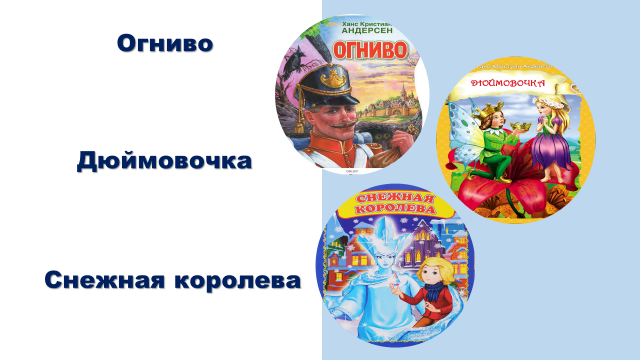 Огниво
Дюймовочка
Снежная королева
Ханс Кристиан
АНДЕРСЕН
ОГНИВО
ДЮЙМОВОЧКА
СНЕЖНАЯ
КОРОЛЕВА